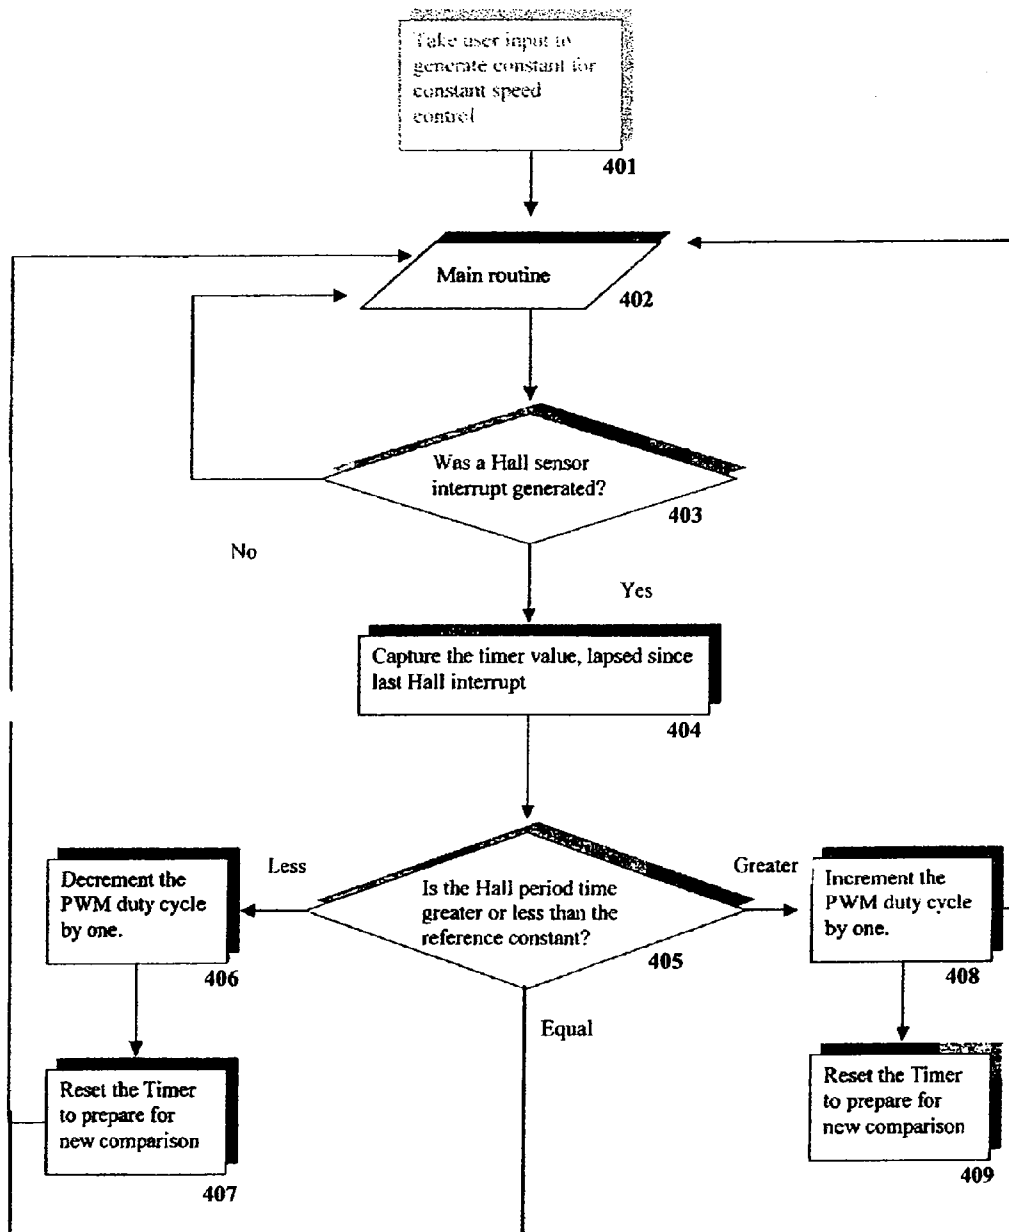 Take user input to
generate constant for
constant speed
control
401
Main routine
402
Was a Hall sensor
interrupt generated?
403
No
Yes
Capture the timer value, lapsed since
last Hall interrupt
404
Less
Greater
Decrement the
PWM duty cycle
by one.
406
Is the Hall period time
greater or less than the
reference constant?
405
Increment the
PWM duty cycle
by one.
408
Equal
Reset the Timer
to prepare for
new comparison
407
Reset the Timer
to prepare for
new comparison
409